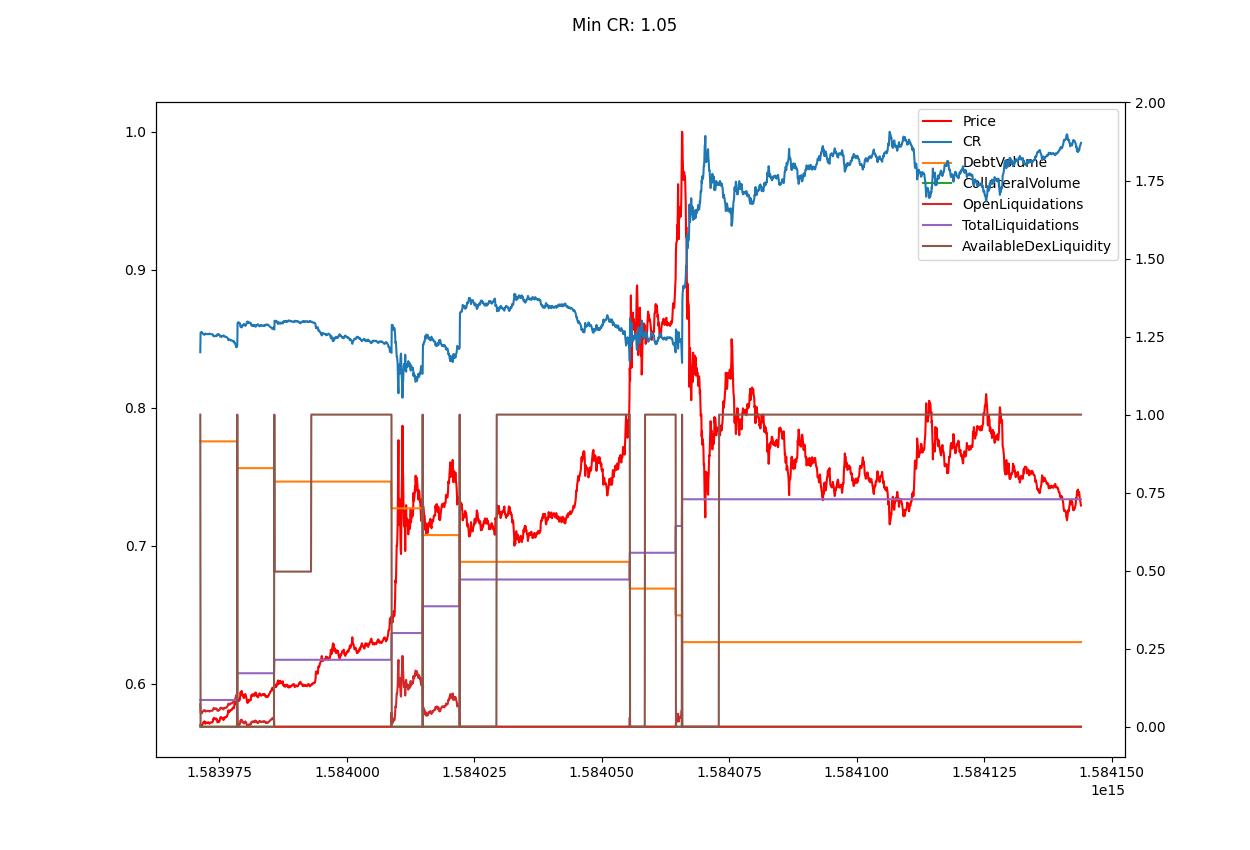 Min CR: 1.05
1.0
0.9
0.8
0.7
0.6
2.00
1.75
1.50
1.25
1.00
0.75
0.50
0.25
0.00
Price
CR
DebtVolume
CollateralVolume
OpenLiquidations
TotalLiquidations
AvailableDexLiquidity
1.583975 1.584000 1.584025 1.584050 1.584075 1.584100 1.584125 1.584150
1e15